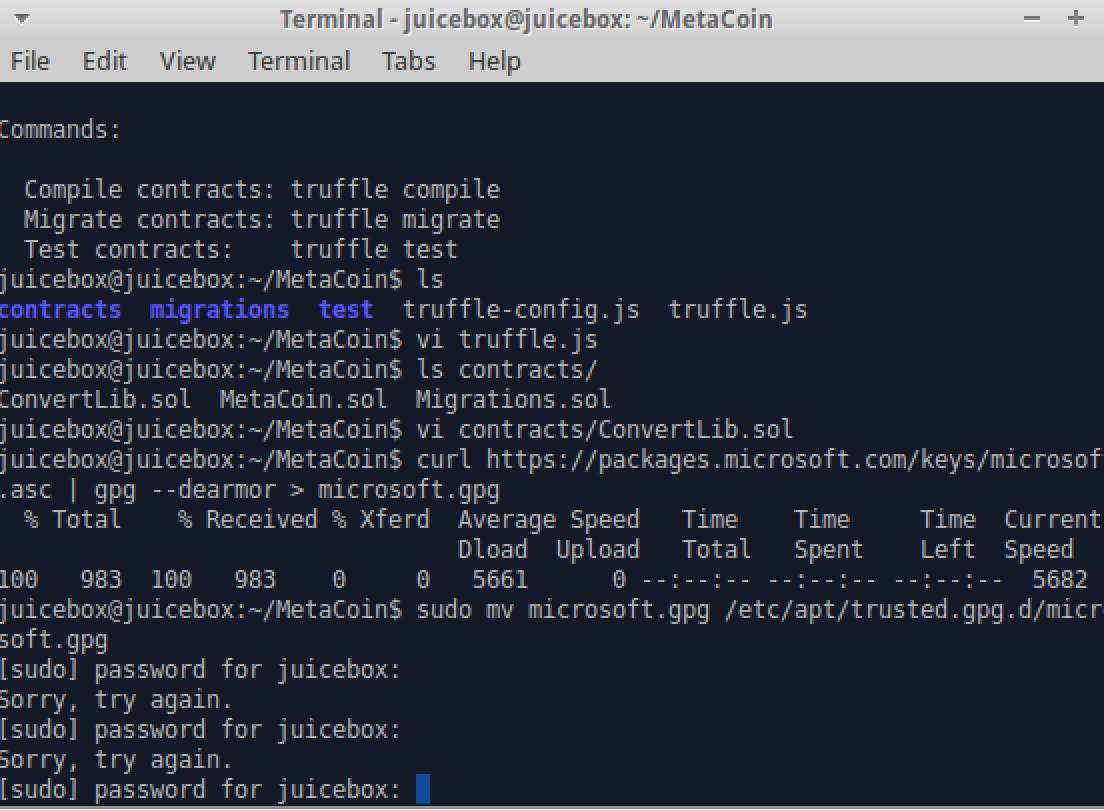 Terminal - juicebox@juicebox: ~/MetaCoin
File Edit View Terminal Tabs Help
Commands:
Compile contracts: truffle compile
Migrate contracts: truffle migrate
Test contracts: truffle test
juicebox@juicebox:~/MetaCoin$ ls
contracts migrations test truffle-config.js truffle.js
juicebox@juicebox:~/MetaCoin$ vi truffle.js
juicebox@juicebox:~/MetaCoin$ ls contracts/
ConvertLib.sol MetaCoin.sol Migrations.sol
juicebox@juicebox:~/MetaCoin$ vi contracts/ConvertLib.sol
juicebox@juicebox:~/MetaCoin$ curl https://packages.microsoft.com/keys/microsof
.asc | gpg --dearmor > microsoft.gpg
% Total % Received % Xferd Average Speed Time Time Time Current
Dload Upload Total Spent Left Speed
100 983 100 983 0 0 5661 0 --:--:-- --:--:-- --:--:-- 5682
juicebox@juicebox:~/MetaCoin$ sudo mv microsoft.gpg /etc/apt/trusted.gpg.d/micr
soft.gpg
[sudo] password for juicebox:
Sorry, try again.
[sudo] password for juicebox:
Sorry, try again.
[sudo] password for juicebox: